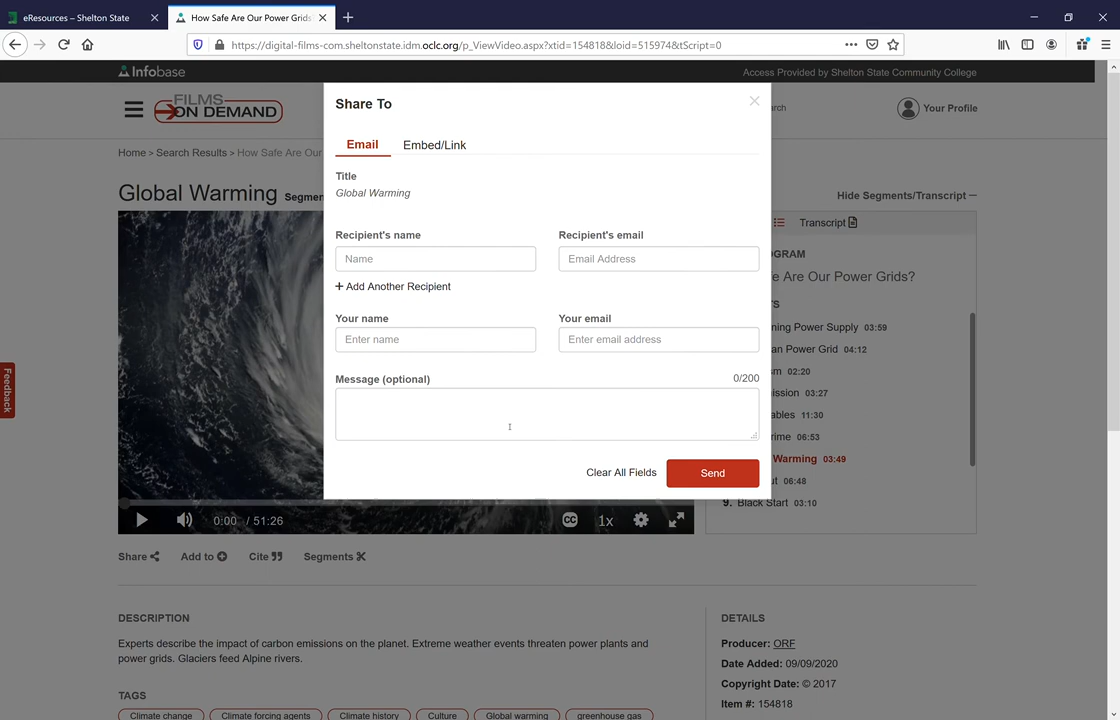 eResources – Shelton State
How Safe Are Our Power Grids
https://digital-films-com.sheltonstate.idm.oclc.org/p_ViewVideo.aspx?xtid=154818&loid=515974&tScript=0
Infobase
Access Provided by Shelton State Community College
FILMS
ON DEMAND
arch
Your Profile
Home > Search Results > How Safe Are Our
Global Warming Segmen
Hide Segments/Transcript
Share To
Email Embed/Link
Title
Global Warming
Recipient's name Recipient's email
Name Email Address
+ Add Another Recipient
Your name Your email
Enter name Enter email address
Message (optional) 0/200
Clear All Fields Send
Transcript
OGRAM
e Are Our Power Grids?
TS
ning Power Supply 03:59
an Power Grid 04:12
sm 02:20
mission 03:27
ables 11:30
rime 06:53
Warming 03:49
ut 06:48
9. Black Start 03:10
Feedback
0:00 / 51:26
CC 1x
Share Add to Cite Segments
DESCRIPTION
Experts describe the impact of carbon emissions on the planet. Extreme weather events threaten power plants and
power grids. Glaciers feed Alpine rivers.
TAGS
Climate change Climate forcing agents Climate history Culture Global warming greenhouse gas
DETAILS
Producer: ORF
Date Added: 09/09/2020
Copyright Date: © 2017
Item #: 154818